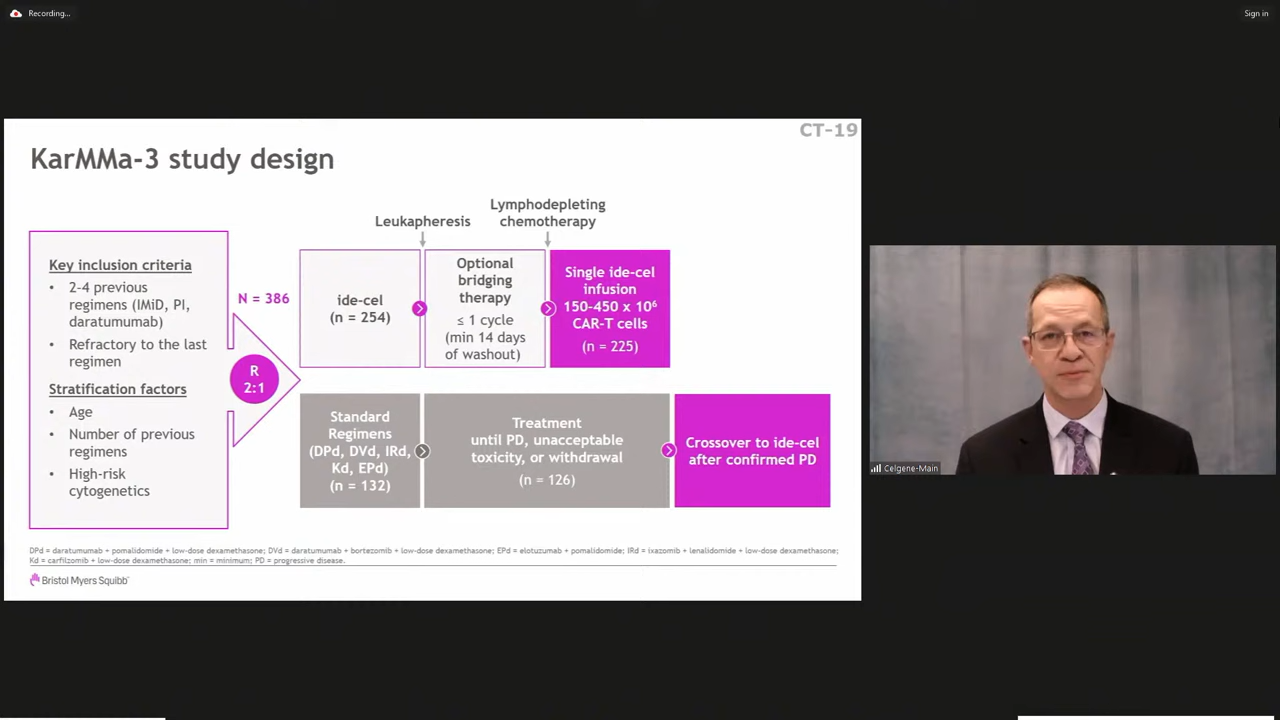 Recording...
Sign in
CT-19
KarMMa-3 study design
Key inclusion criteria
• 2-4 previous
regimens (IMiD, PI,
daratumumab)
• Refractory to the last
regimen
Stratification factors
• Age
• Number of previous
regimens
• High-risk
cytogenetics
N = 386
R
2:1
Leukapheresis
Lymphodepleting
chemotherapy
ide-cel
(n = 254)
Optional
bridging
therapy
≤ 1 cycle
(min 14 days
of washout)
Single ide-cel
infusion
150-450 x 10⁶
CAR-T cells
(n = 225)
Standard
Regimens
(DPd, DVd, IRd,
Kd, EPd)
(n = 132)
Treatment
until PD, unacceptable
toxicity, or withdrawal
(n = 126)
Crossover to ide-cel
after confirmed PD
DPd = daratumumab + pomalidomide + low-dose dexamethasone; DVd = daratumumab + bortezomib + low-dose dexamethasone; EPd = elotuzumab + pomalidomide; IRd = ixazomib + lenalidomide + low-dose dexamethasone;
Kd = carfilzomib + low-dose dexamethasone; min = minimum; PD = progressive disease.
Bristol Myers Squibb
Celgene-Main